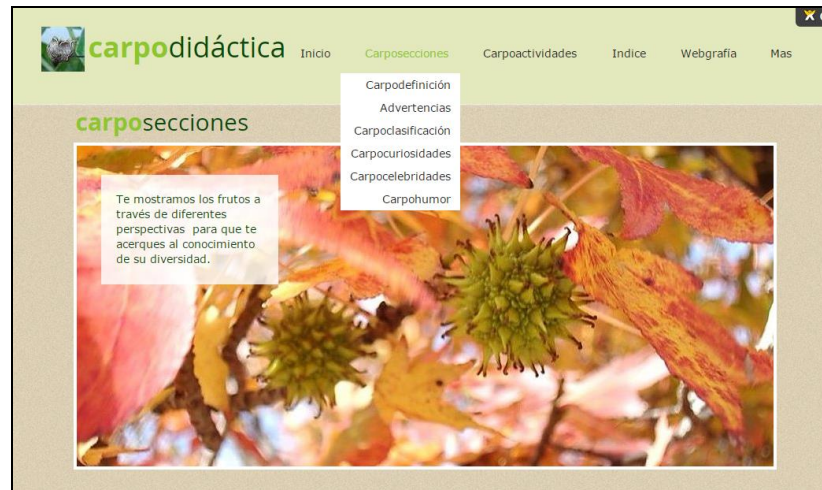 carpodidáctica
Inicio Carposecciones Carpoactividades Indice Webgrafía Mas
Carpodefinición
Advertencias
Carpoclasificación
Carpocuriosidades
Carpocelebridades
Carpohumor
carposecciones
Te mostramos los frutos a
través de diferentes
perspectivas para que te
acerques al conocimiento
de su diversidad.